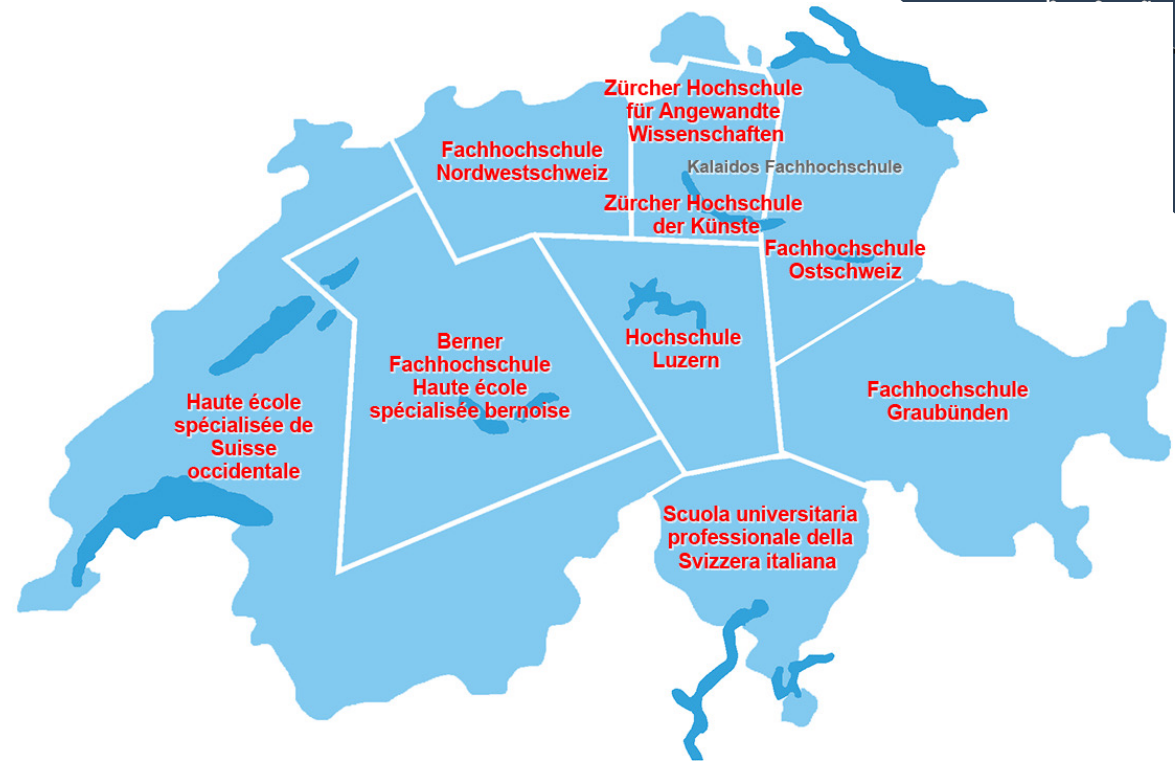 Zürcher Hochschule
für Angewandte
Wissenschaften
Fachhochschule
Nordwestschweiz
Kalaidos Fachhochschule
Zürcher Hochschule
der Künste
Fachhochschule
Ostschweiz
Berner
Fachhochschule
Haute école
spécialisée bernoise
Hochschule
Luzern
Fachhochschule
Graubünden
Haute école
spécialisée de
Suisse
occidentale
Scuola universitaria
professionale della
Svizzera italiana